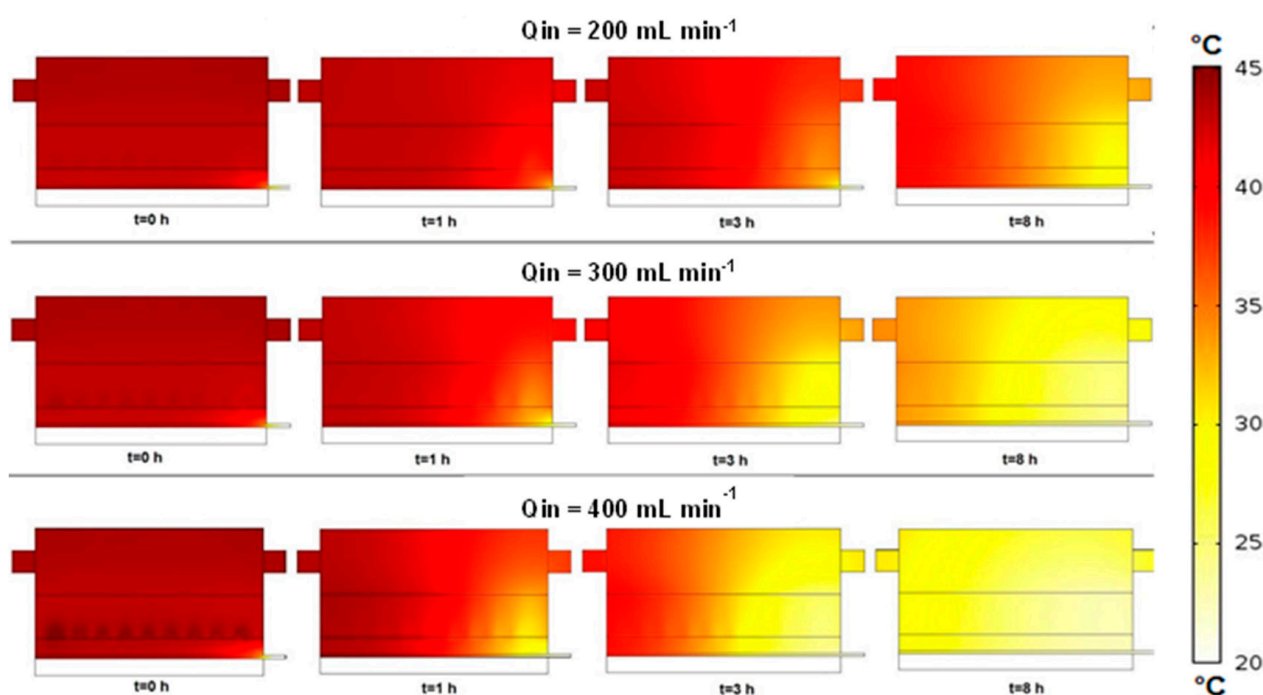 Qin = 200 mL min-1
°C
45
t=0 h
t=1 h
t=3 h
t=8 h
40
Qin = 300 mL min-1
35
30
t=0 h
t=1 h
t=3 h
t=8 h
Qin = 400 mL min-1
25
20
t=0 h
t=1 h
t=3 h
t=8 h
°C